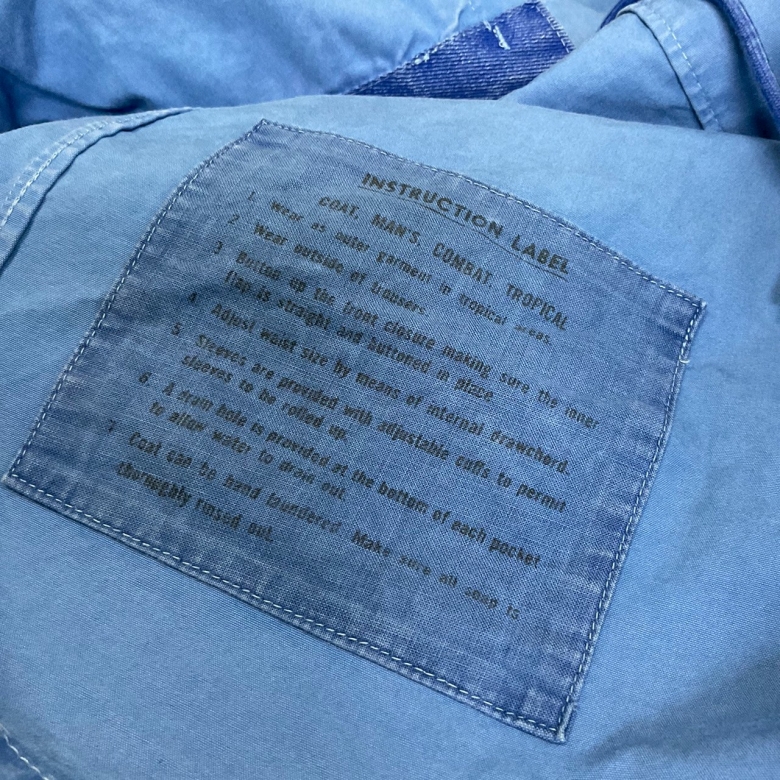 INSTRUCTION LABEL
COAT, MAN'S, COMBAT, TROPICAL
1. Wear as outer garment in tropical areas.
2 Wear outside of trousers.
3 Button up the front closure making sure the inner
flap is straight and buttoned in place
4 Adjust waist size by means of internal drawchord.
5. Sleeves are provided with adjustable cuffs to permit
sleeves to be rolled up.
6. A drain hole is provided at the bottom of each pocket
to allow water to drain out.
7 Coat can be hand laundered. Make sure all soap is
thoroughly rinsed out.